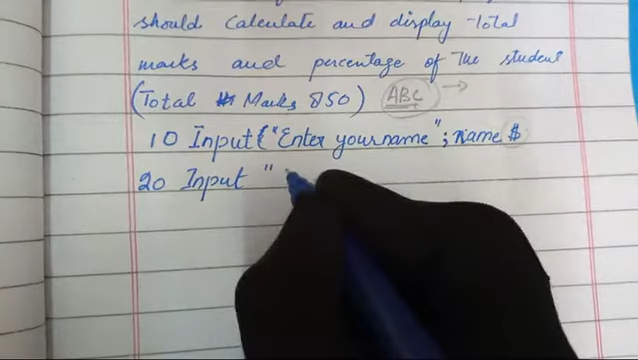 should calculate and display Total
marks and percentage of The student
(Total Marks 850) ABC →
10 Input ("Enter your name"; name $
20 Input "